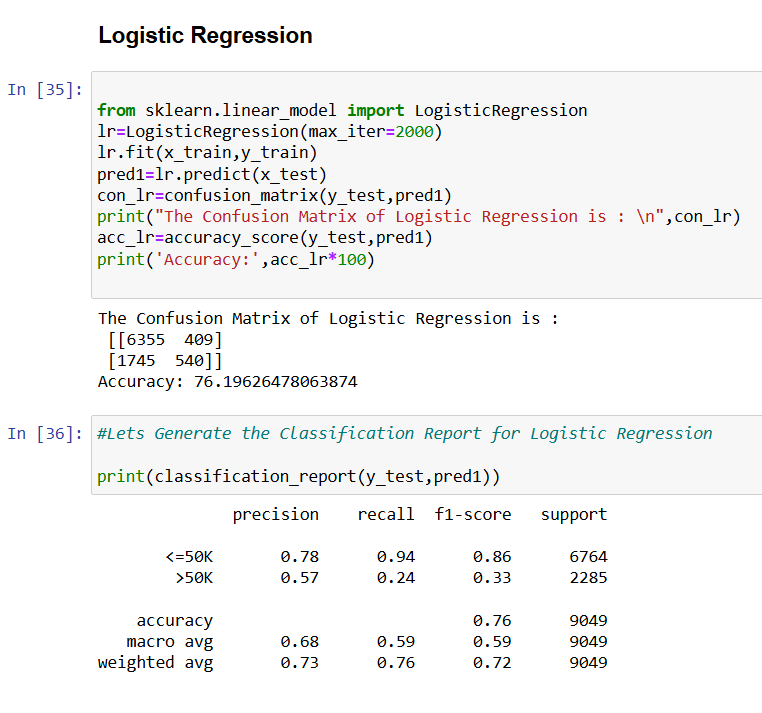 Logistic Regression
In [35]:
from sklearn.linear_model import LogisticRegression
lr=LogisticRegression(max_iter=2000)
lr.fit(x_train,y_train)
pred1=lr.predict(x_test)
con_lr=confusion_matrix(y_test,pred1)
print("The Confusion Matrix of Logistic Regression is : \n",con_lr)
acc_lr=accuracy_score(y_test,pred1)
print('Accuracy:',acc_lr*100)
The Confusion Matrix of Logistic Regression is :
[[6355 409]
[1745 540]]
Accuracy: 76.19626478063874
In [36]: #Lets Generate the Classification Report for Logistic Regression
print(classification_report(y_test,pred1))
precision recall f1-score support
<=50K 0.78 0.94 0.86 6764
>50K 0.57 0.24 0.33 2285
accuracy 0.76 9049
macro avg 0.68 0.59 0.59 9049
weighted avg 0.73 0.76 0.72 9049